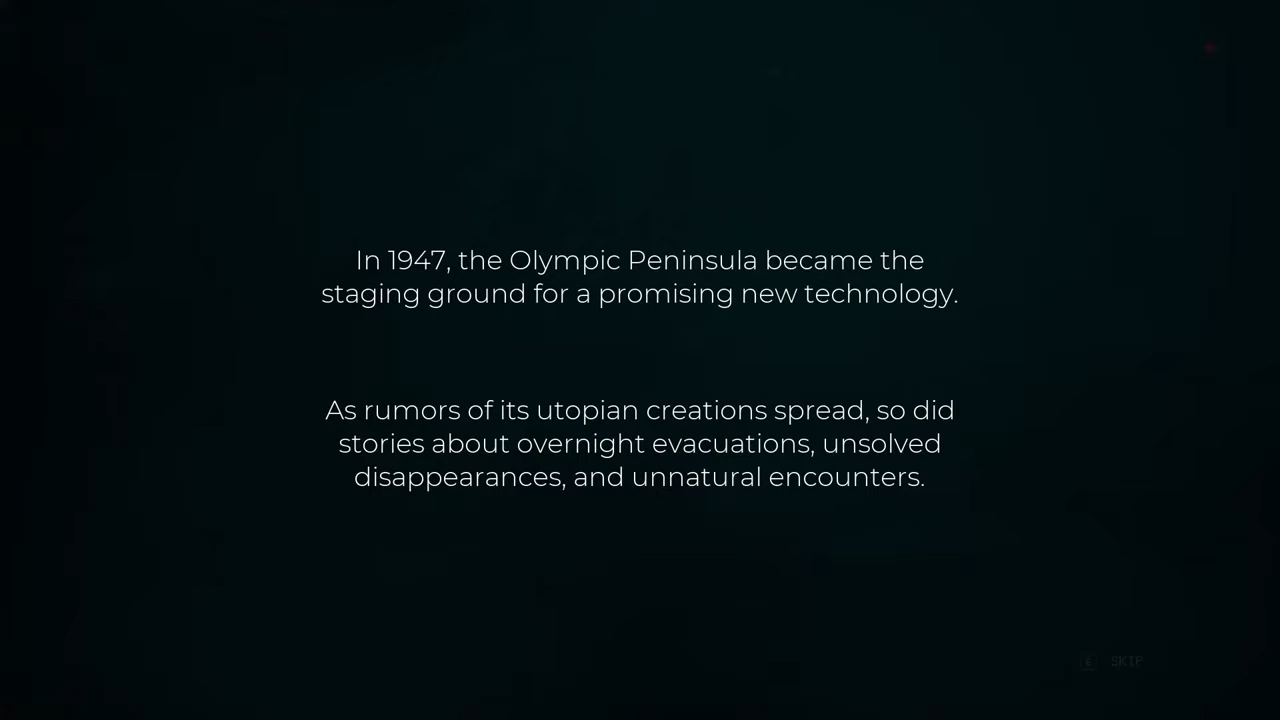 In 1947, the Olympic Peninsula became the
staging ground for a promising new technology.
As rumors of its utopian creations spread, so did
stories about overnight evacuations, unsolved
disappearances, and unnatural encounters.
SKIP